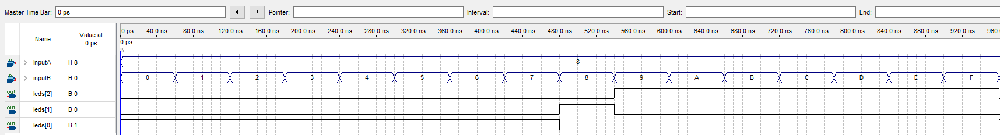 Master Time Bar: 0 ps Pointer: Interval: Start: End:
Name Value at 0 ps
0 ps 40.0 ns 80.0 ns 120.0 ns 160.0 ns 200.0 ns 240.0 ns 280.0 ns 320.0 ns 360.0 ns 400.0 ns 440.0 ns 480.0 ns 520.0 ns 560.0 ns 600.0 ns 640.0 ns 680.0 ns 720.0 ns 760.0 ns 800.0 ns 840.0 ns 880.0 ns 920.0 ns 960.
0 ps
in inputA H 8 8
in inputB H 0 0 1 2 3 4 5 6 7 8 9 A B C D E F
out leds[2] B 0
out leds[1] B 0
out leds[0] B 1